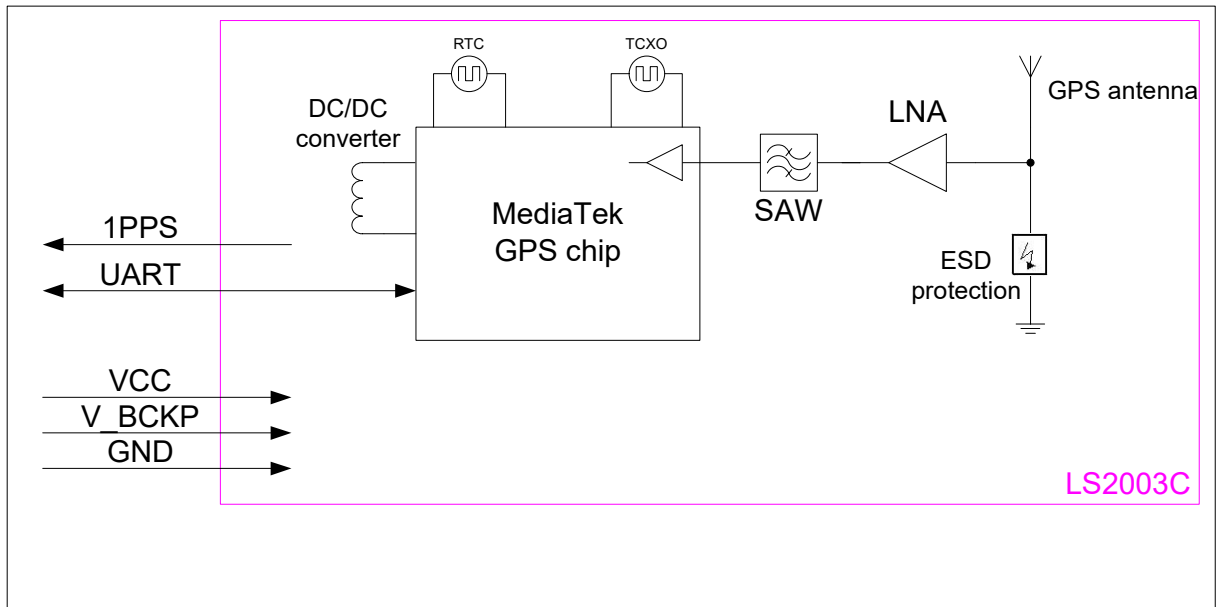 RTC
TCXO
DC/DC
converter
GPS antenna
LNA
SAW
MediaTek
GPS chip
1PPS
UART
ESD
protection
VCC
V_BCKP
GND
LS2003C